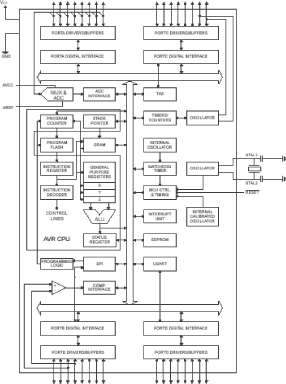 VCC
PORTA DRIVERS/BUFFERS
PORTC DRIVERS/BUFFERS
GND
PORTA DIGITAL INTERFACE
PORTC DIGITAL INTERFACE
AVCC
MUX &
ADC
ADC
INTERFACE
TWI
AREF
PROGRAM
COUNTER
STACK
POINTER
TIMERS/
COUNTERS
OSCILLATOR
PROGRAM
FLASH
SRAM
INTERNAL
OSCILLATOR
XTAL1
INSTRUCTION
REGISTER
GENERAL
PURPOSE
REGISTERS
WATCHDOG
TIMER
OSCILLATOR
XTAL2
INSTRUCTION
DECODER
X
Y
Z
MCU CTRL.
& TIMING
RESET
CONTROL
LINES
ALU
INTERRUPT
UNIT
INTERNAL
CALIBRATED
OSCILLATOR
AVR CPU
STATUS
REGISTER
EEPROM
PROGRAMMING
LOGIC
SPI
USART
COMP.
INTERFACE
PORTB DIGITAL INTERFACE
PORTD DIGITAL INTERFACE
PORTB DRIVERS/BUFFERS
PORTD DRIVERS/BUFFERS